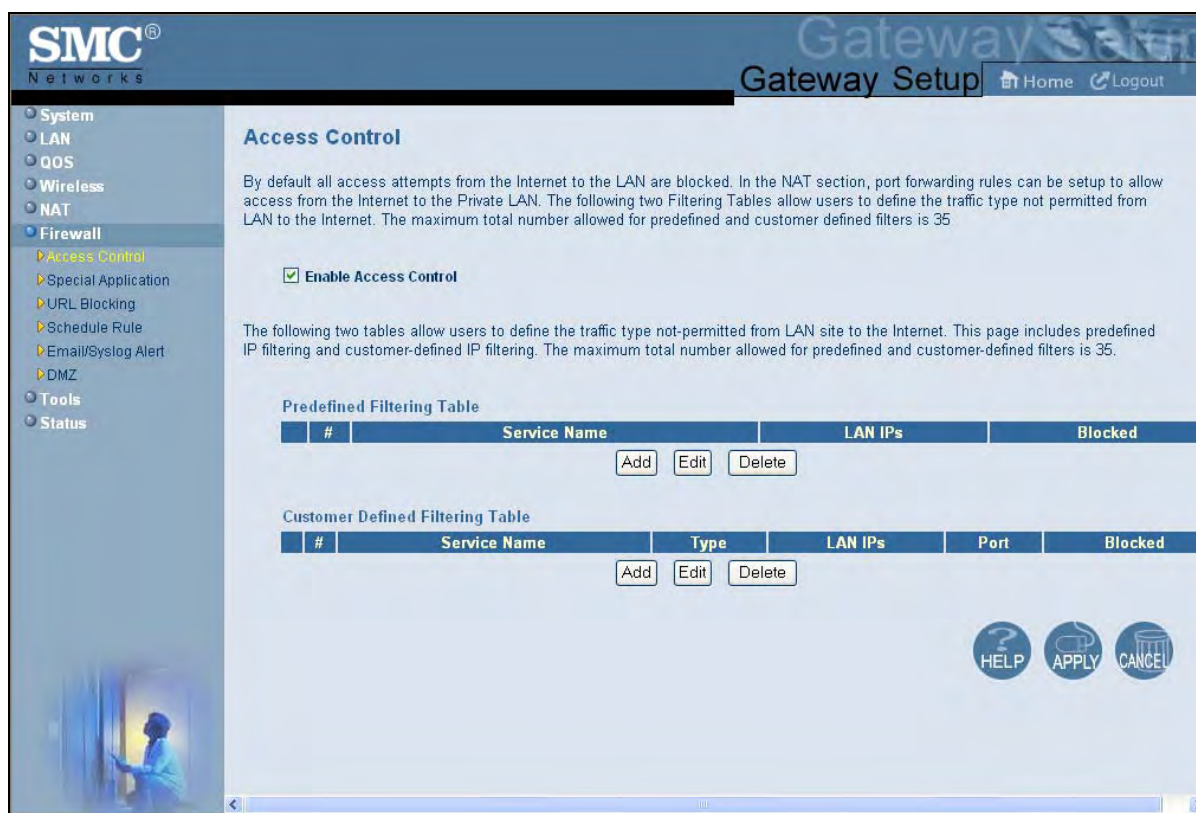 SMC®
Networks
Gateway Setup
Gateway Setup
Home
Logout
System
LAN
QOS
Wireless
NAT
Firewall
Access Control
Special Application
URL Blocking
Schedule Rule
Email/Syslog Alert
DMZ
Tools
Status
Access Control
By default all access attempts from the Internet to the LAN are blocked. In the NAT section, port forwarding rules can be setup to allow
access from the Internet to the Private LAN. The following two Filtering Tables allow users to define the traffic type not permitted from
LAN to the Internet. The maximum total number allowed for predefined and customer defined filters is 35
Enable Access Control
The following two tables allow users to define the traffic type not-permitted from LAN site to the Internet. This page includes predefined
IP filtering and customer-defined IP filtering. The maximum total number allowed for predefined and customer-defined filters is 35.
Predefined Filtering Table
# Service Name LAN IPs Blocked
Add Edit Delete
Customer Defined Filtering Table
# Service Name Type LAN IPs Port Blocked
Add Edit Delete
HELP APPLY CANCEL